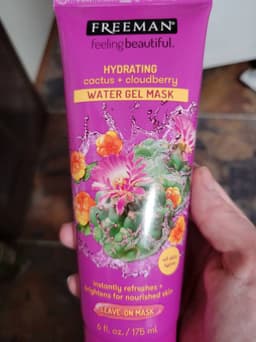 FREEMAN®
feeling beautiful.
HYDRATING
cactus + cloudberry
WATER GEL MASK
instantly refreshes +
brightens for nourished skin
LEAVE-ON MASK
6 fl. oz./ 175 ml